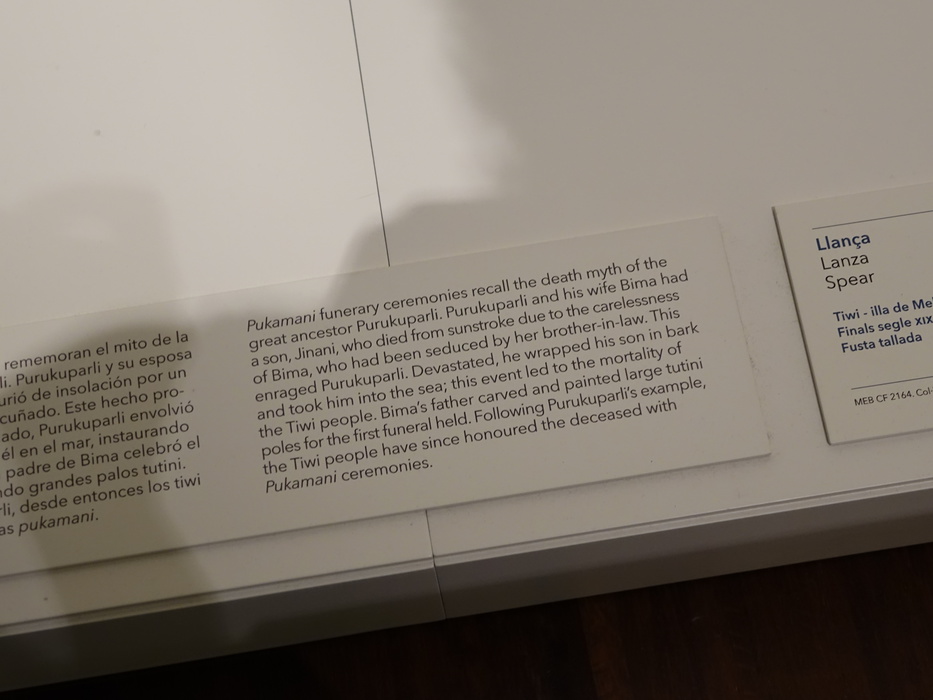 rememoran el mito de la
li. Purukuparli y su esposa
urió de insolación por un
cuñado. Este hecho pro-
ado, Purukuparli envolvió
él en el mar, instaurando
padre de Bima celebró el
ndo grandes palos tutini.
rli, desde entonces los tiwi
as pukamani.
Pukamani funerary ceremonies recall the death myth of the
great ancestor Purukuparli. Purukuparli and his wife Bima had
a son, Jinani, who died from sunstroke due to the carelessness
of Bima, who had been seduced by her brother-in-law. This
enraged Purukuparli. Devastated, he wrapped his son in bark
and took him into the sea; this event led to the mortality of
the Tiwi people. Bima's father carved and painted large tutini
poles for the first funeral held. Following Purukuparli's example,
the Tiwi people have since honoured the deceased with
Pukamani ceremonies.
Llança
Lanza
Spear
Tiwi - illa de Me
Finals segle XIX
Fusta tallada
MEB CF 2164. Col·